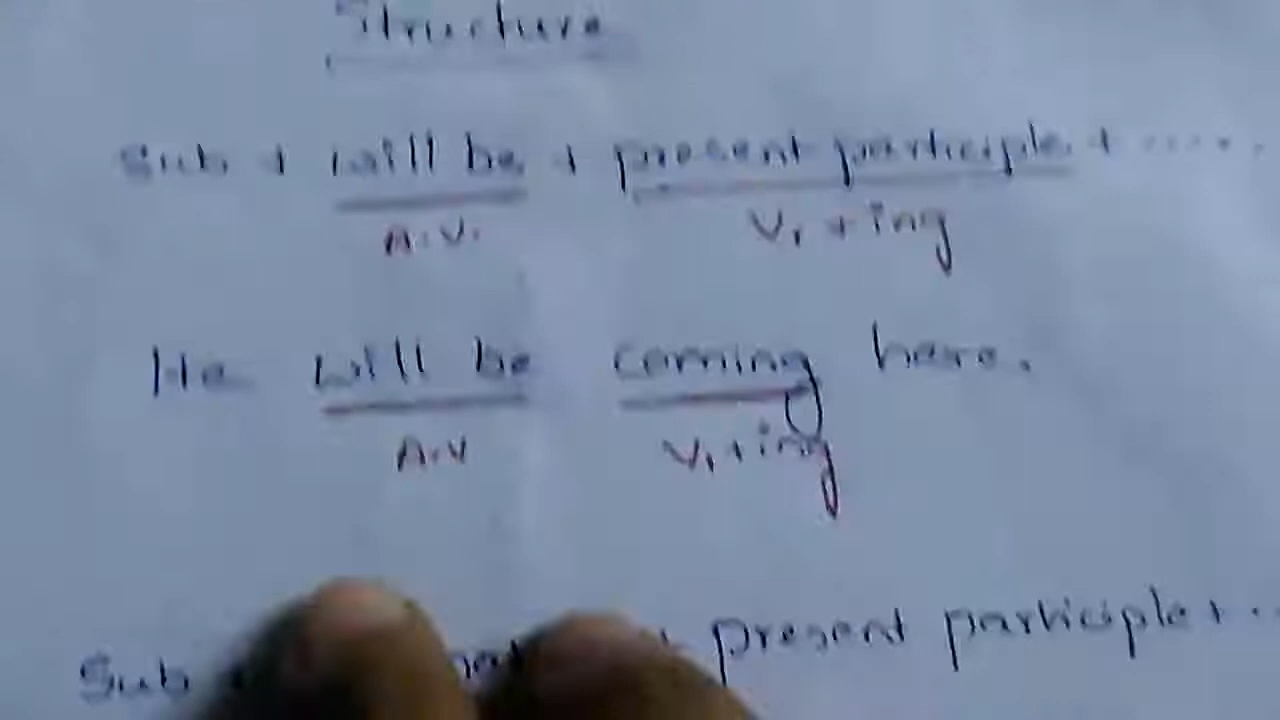 Structure
Sub + will be + present participle + .....
A.V. V₁ + ing
He will be coming here.
A.V V₁ + ing
Sub present participle + ..